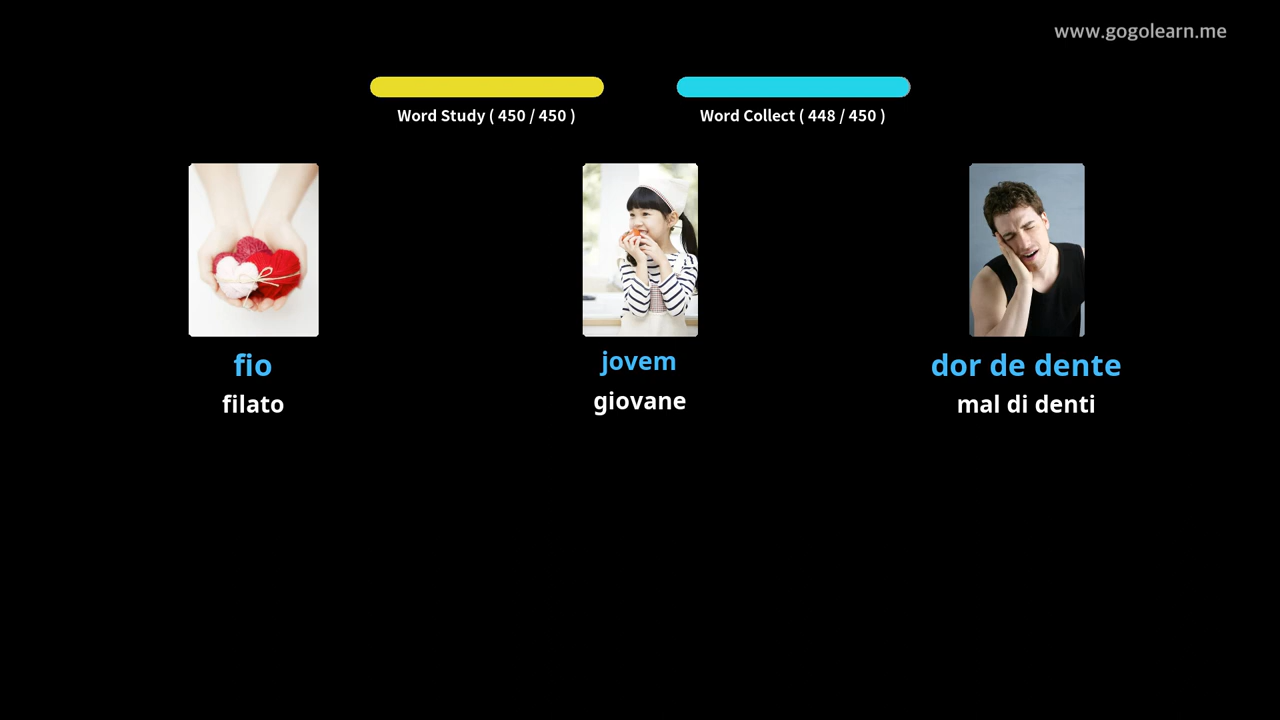 www.gogolearn.me
Word Study ( 450 / 450 )
Word Collect ( 448 / 450 )
fio
filato
jovem
giovane
dor de dente
mal di denti